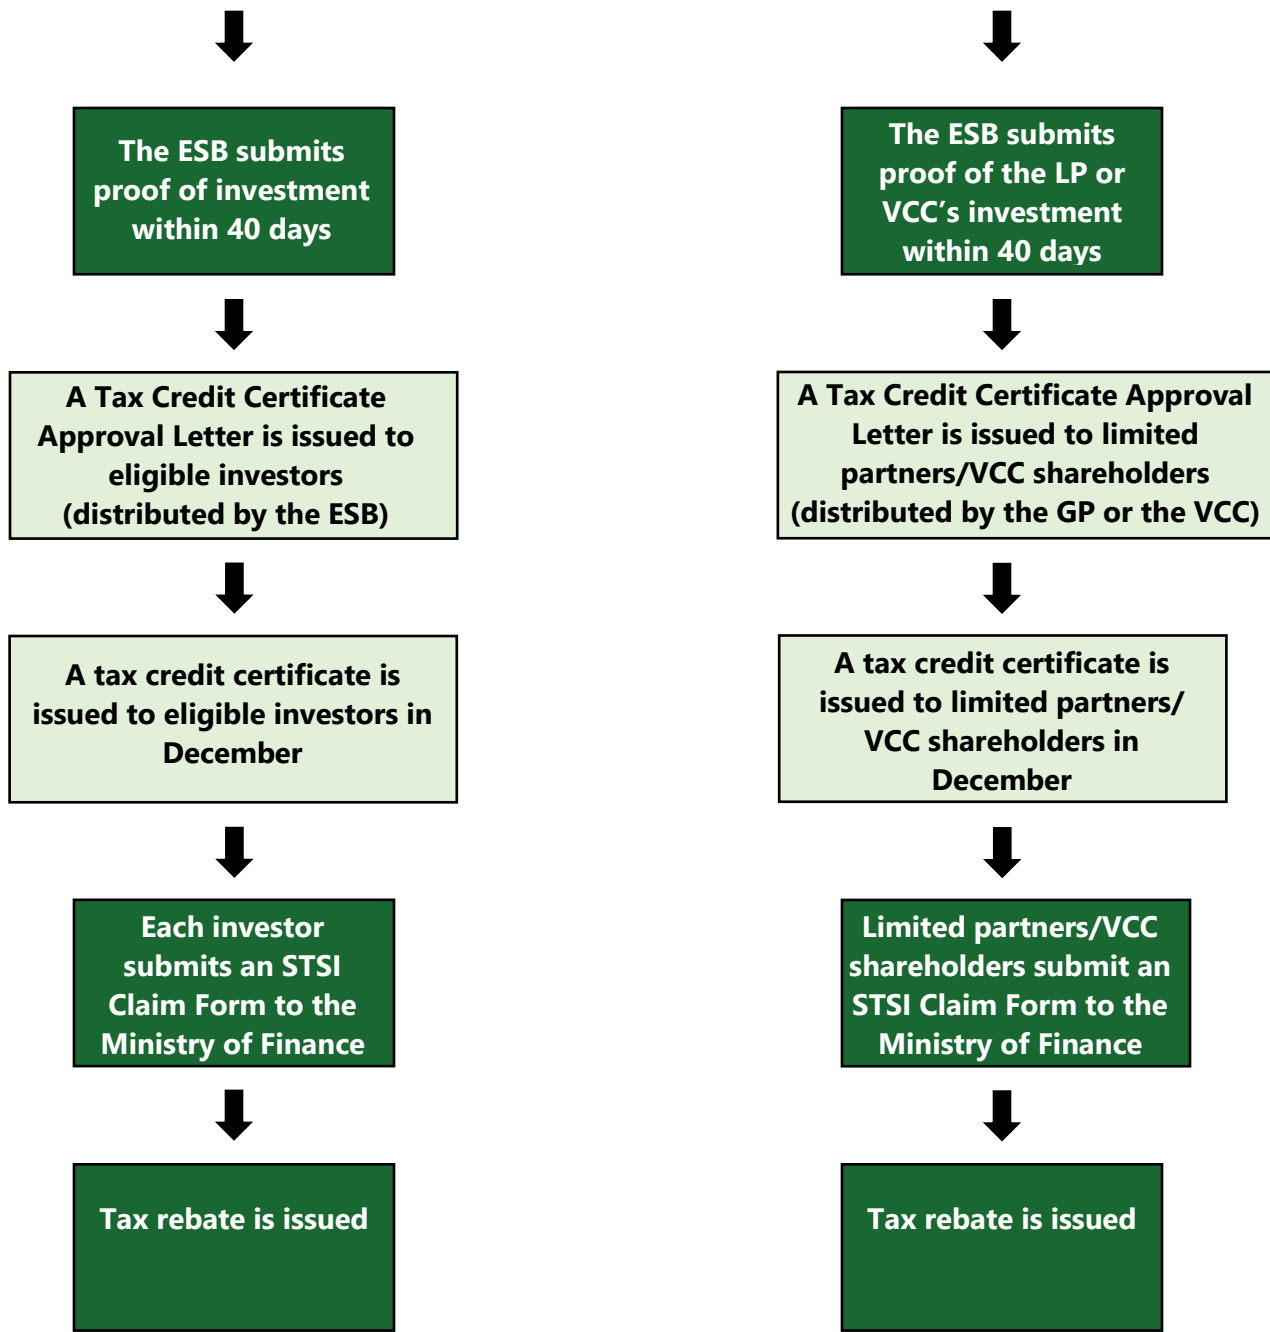 The ESB submits
proof of investment
within 40 days
The ESB submits
proof of the LP or
VCC’s investment
within 40 days
A Tax Credit Certificate
Approval Letter is issued to
eligible investors
(distributed by the ESB)
A Tax Credit Certificate Approval
Letter is issued to limited
partners/VCC shareholders
(distributed by the GP or the VCC)
A tax credit certificate is
issued to eligible investors in
December
A tax credit certificate is
issued to limited partners/
VCC shareholders in
December
Each investor
submits an STSI
Claim Form to the
Ministry of Finance
Limited partners/VCC
shareholders submit an
STSI Claim Form to the
Ministry of Finance
Tax rebate is issued
Tax rebate is issued